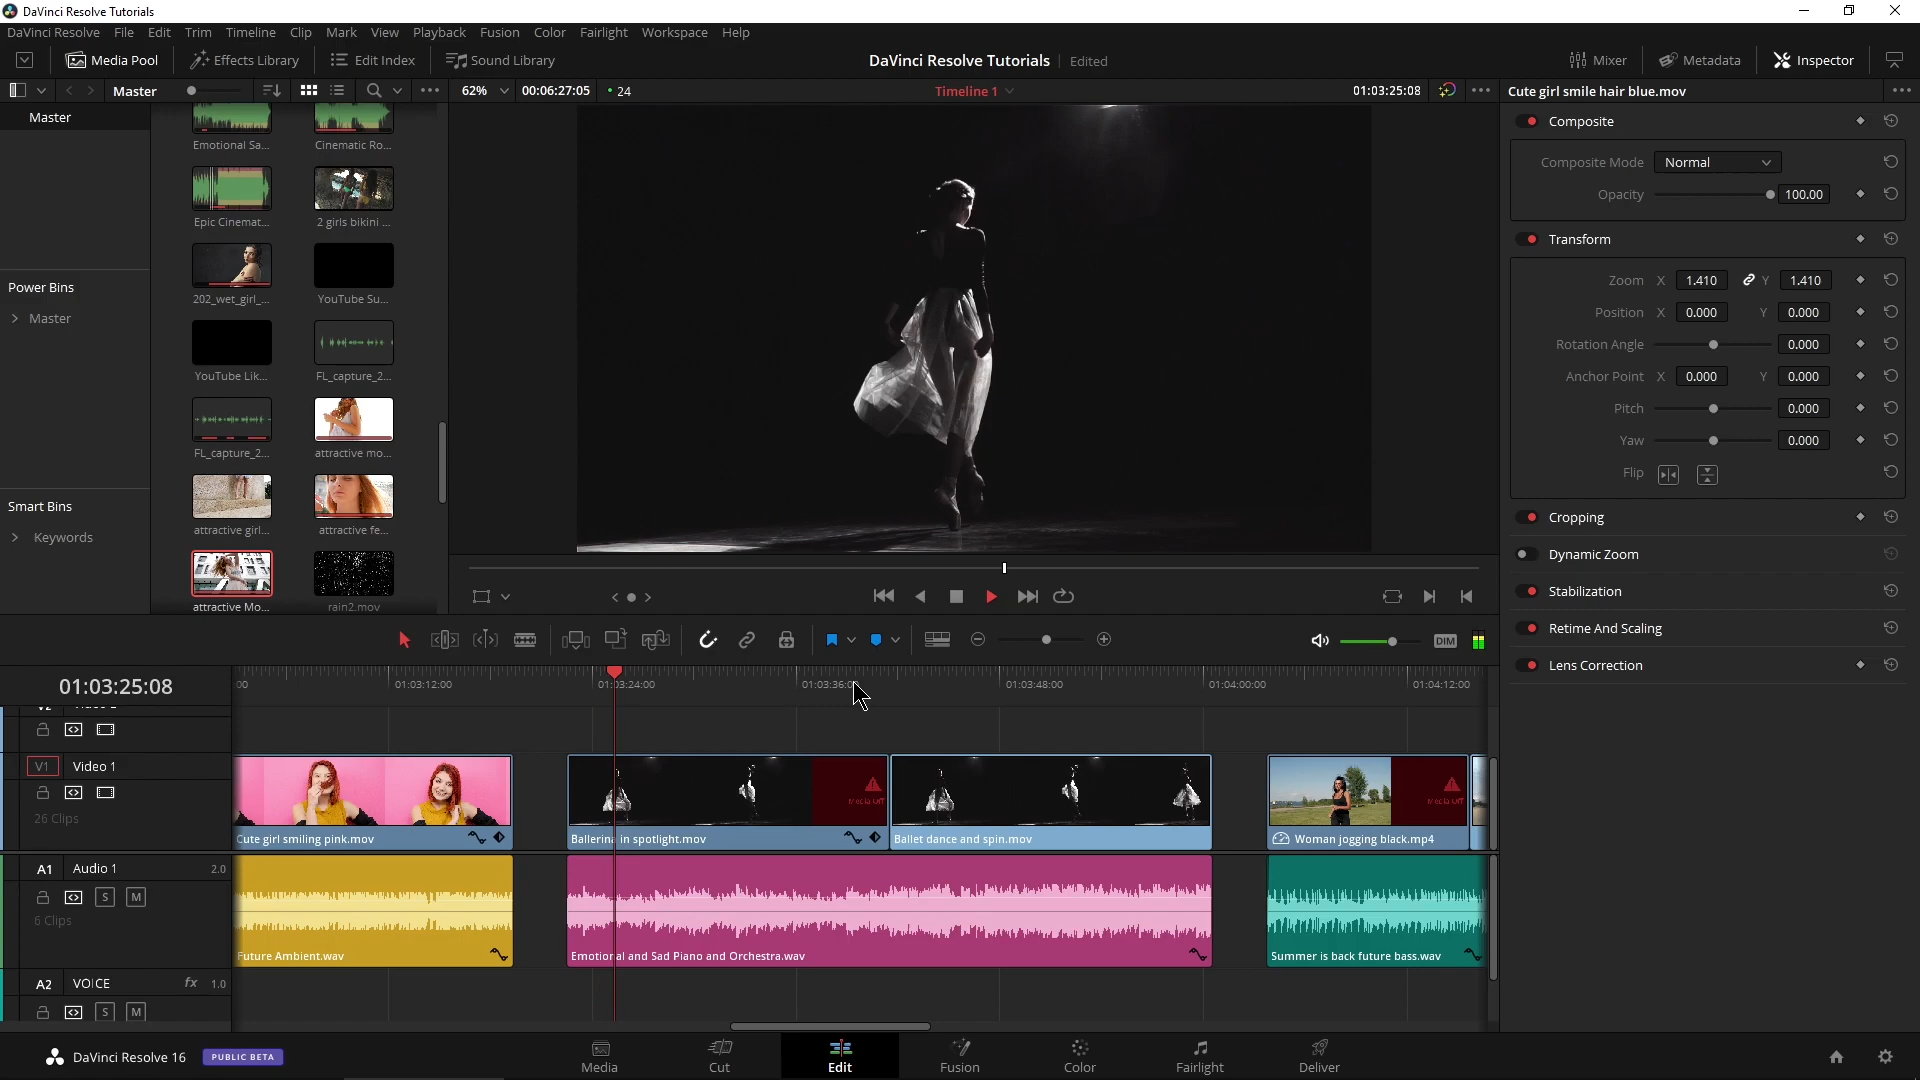 DaVinci Resolve Tutorials
DaVinci Resolve File Edit Trim Timeline Clip Mark View Playback Fusion Color Fairlight Workspace Help
Media Pool Effects Library Edit Index Sound Library DaVinci Resolve Tutorials Edited Mixer Metadata Inspector
Master 62% 00:06:27:05 24 Timeline 1 01:03:25:08 Cute girl smile hair blue.mov
Master
Power Bins
Master
Smart Bins
Keywords
Emotional Sa... Cinematic Ro...
Epic Cinemat... 2 girls bikini ...
202_wet_girl_... YouTube Su...
YouTube Lik... FL_capture_2...
FL_capture_2... attractive mo...
attractive girl... attractive fe...
attractive Mo... rain2.mov
Composite
Composite Mode Normal
Opacity 100.00
Transform
Zoom X 1.410 Y 1.410
Position X 0.000 Y 0.000
Rotation Angle 0.000
Anchor Point X 0.000 Y 0.000
Pitch 0.000
Yaw 0.000
Flip
Cropping
Dynamic Zoom
Stabilization
Retime And Scaling
Lens Correction
DIM
01:03:25:08 01:03:12:00 01:03:24:00 01:03:36:00 01:03:48:00 01:04:00:00 01:04:12:00
V1 Video 1
26 Clips
Cute girl smiling pink.mov Ballerina in spotlight.mov Ballet dance and spin.mov Woman jogging black.mp4
A1 Audio 1 2.0
S M
6 Clips
Future Ambient.wav Emotional and Sad Piano and Orchestra.wav Summer is back future bass.wav
A2 VOICE fx 1.0
S M
DaVinci Resolve 16 PUBLIC BETA Media Cut Edit Fusion Color Fairlight Deliver